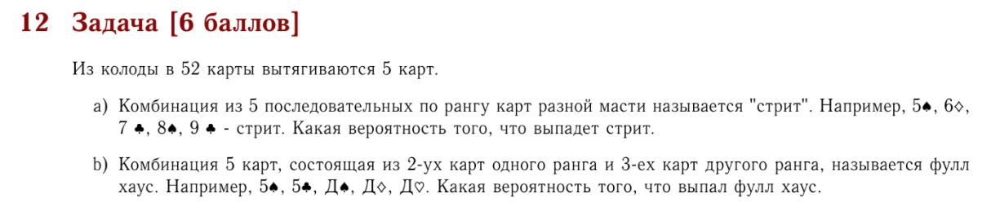 12 Задача [6 баллов]
Из колоды в 52 карты вытягиваются 5 карт.
a) Комбинация из 5 последовательных по рангу карт разной масти называется "стрит". Например, 5♠, 6♢,
7 ♣, 8♠, 9 ♣ - стрит. Какая вероятность того, что выпадет стрит.
b) Комбинация 5 карт, состоящая из 2-ух карт одного ранга и 3-ех карт другого ранга, называется фулл
хаус. Например, 5♠, 5♣, Д♠, Д♢, Д♡. Какая вероятность того, что выпал фулл хаус.